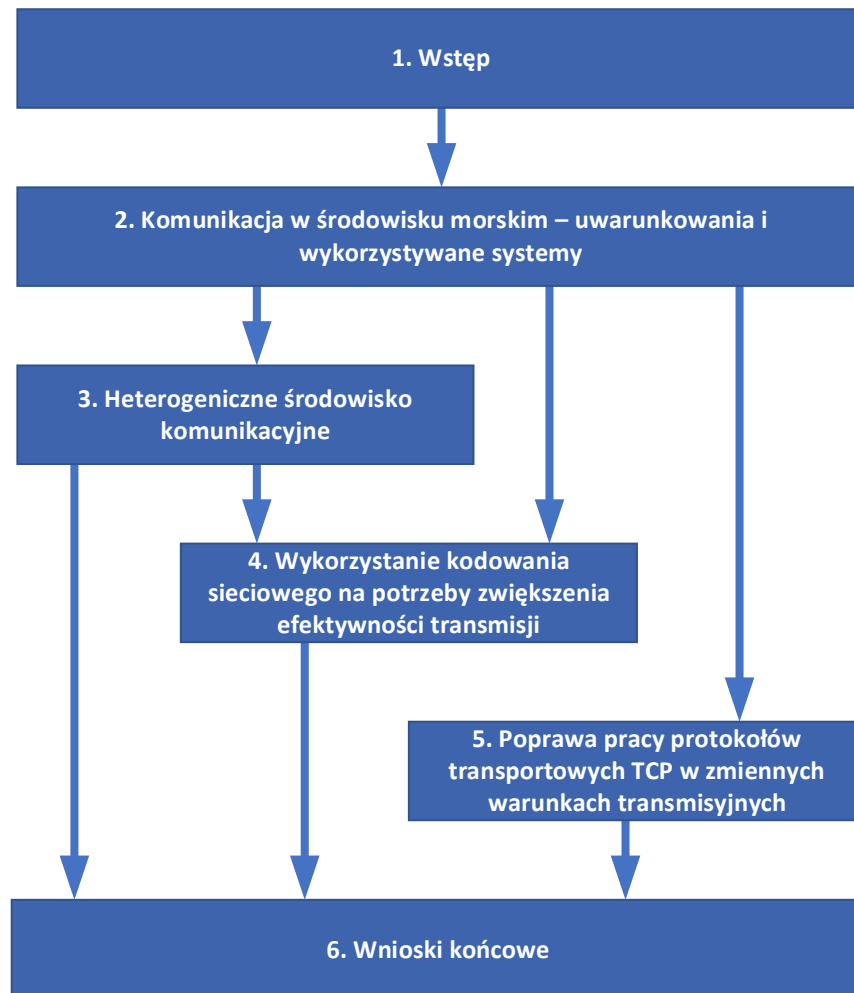 1. Wstęp
2. Komunikacja w środowisku morskim – uwarunkowania i
wykorzystywane systemy
3. Heterogeniczne środowisko
komunikacyjne
4. Wykorzystanie kodowania
sieciowego na potrzeby zwiększenia
efektywności transmisji
5. Poprawa pracy protokołów
transportowych TCP w zmiennych
warunkach transmisyjnych
6. Wnioski końcowe